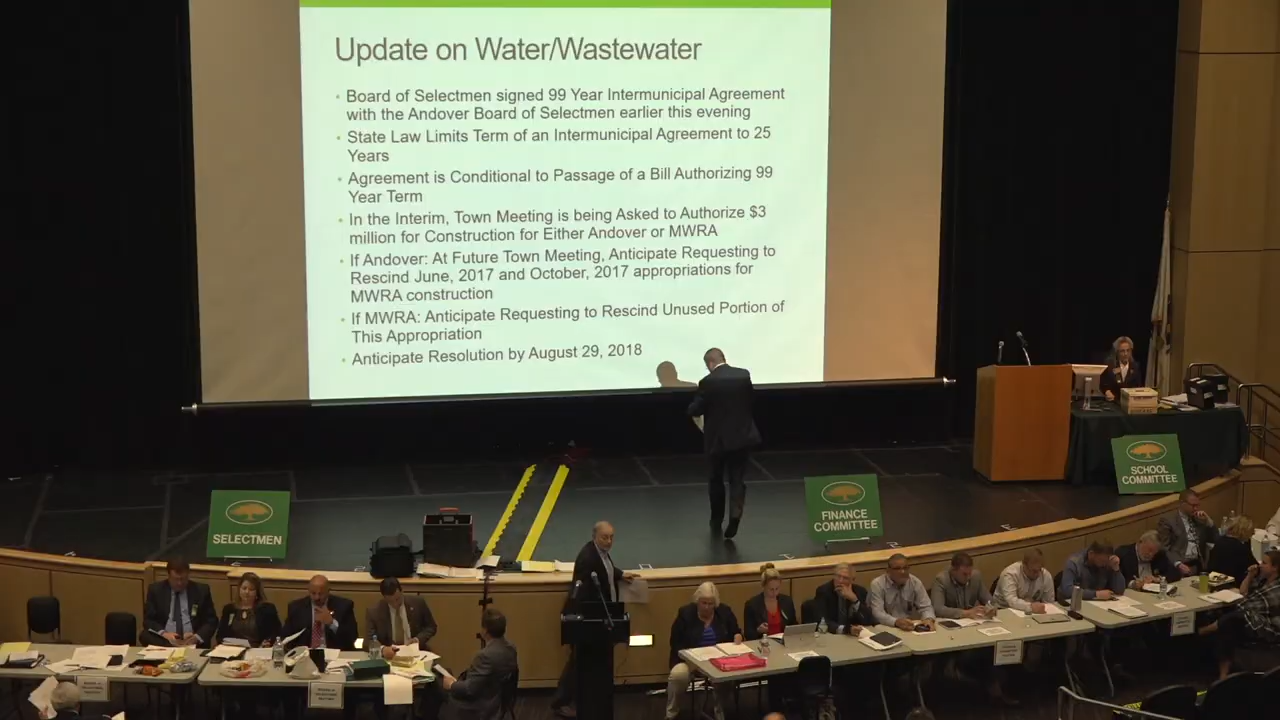 Update on Water/Wastewater
• Board of Selectmen signed 99 Year Intermunicipal Agreement
with the Andover Board of Selectmen earlier this evening
• State Law Limits Term of an Intermunicipal Agreement to 25
Years
• Agreement is Conditional to Passage of a Bill Authorizing 99
Year Term
• In the Interim, Town Meeting is being Asked to Authorize $3
million for Construction for Either Andover or MWRA
• If Andover: At Future Town Meeting, Anticipate Requesting to
Rescind June, 2017 and October, 2017 appropriations for
MWRA construction
• If MWRA: Anticipate Requesting to Rescind Unused Portion of
This Appropriation
• Anticipate Resolution by August 29, 2018
SELECTMEN
FINANCE
COMMITTEE
SCHOOL
COMMITTEE